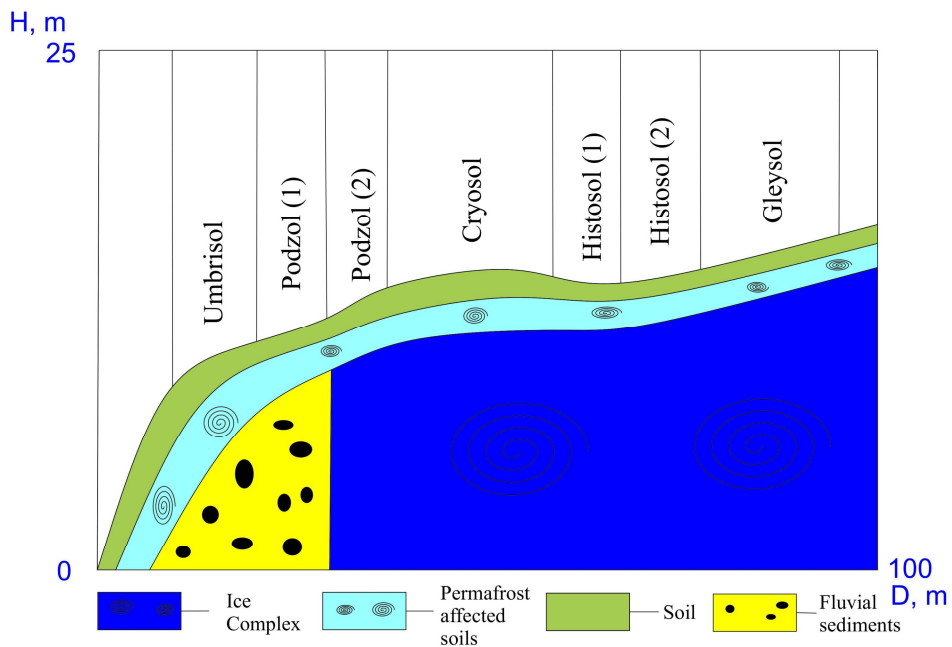 H, m
25
Umbrisol
Podzol (1)
Podzol (2)
Cryosol
Histosol (1)
Histosol (2)
Gleysol
0
100
D, m
Ice
Complex
Permafrost
affected
soils
Soil
Fluvial
sediments